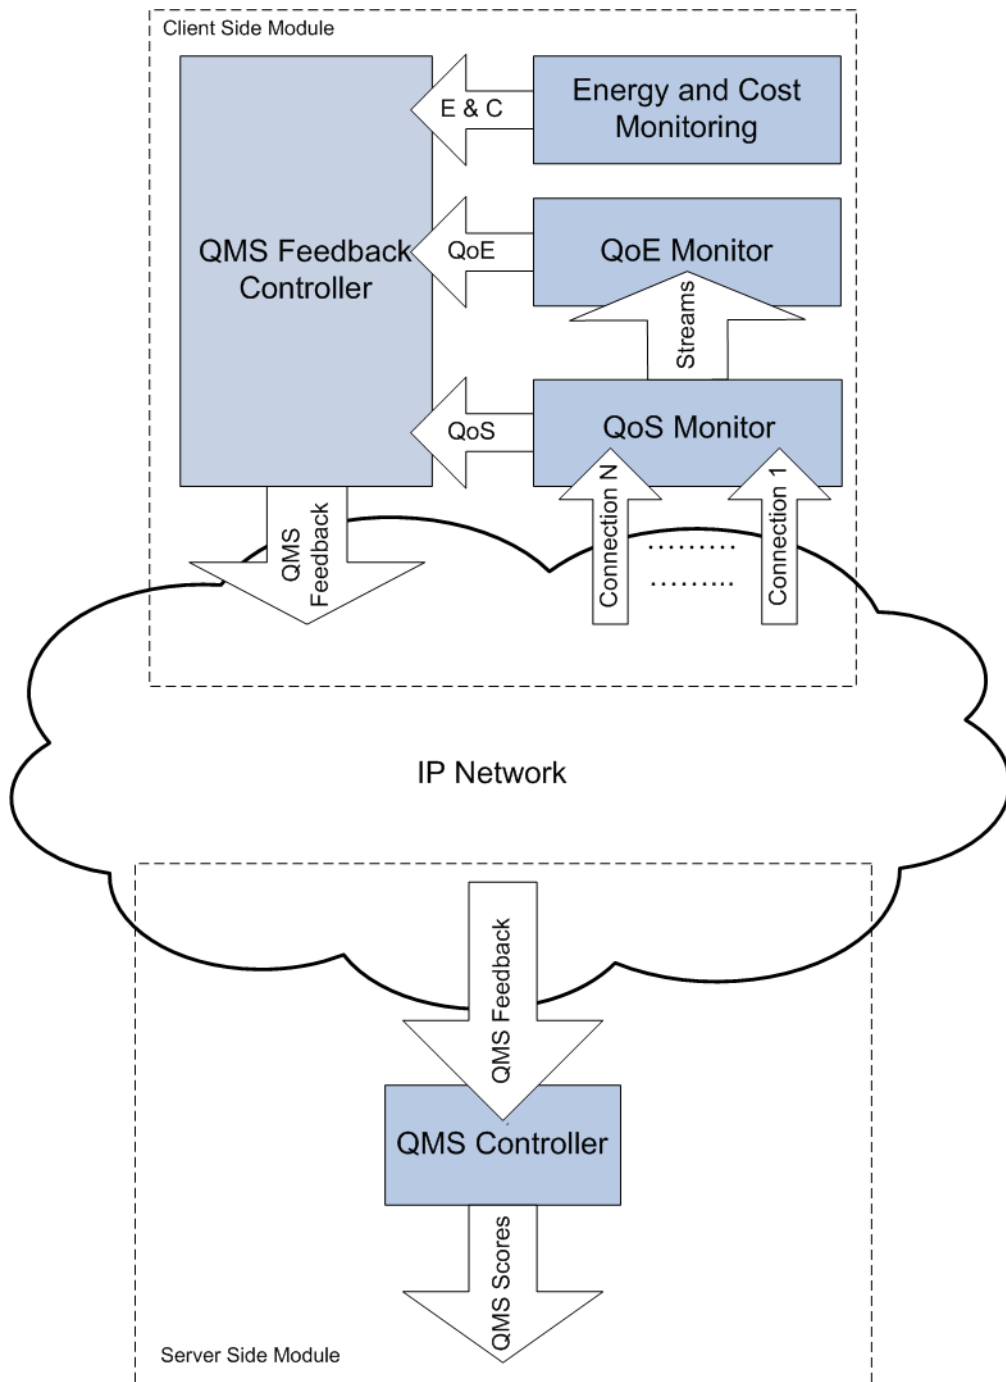 Client Side Module
E & C
Energy and Cost
Monitoring
QMS Feedback
Controller
QoE
QoE Monitor
Streams
QoS
QoS Monitor
QMS
Feedback
Connection N
.........
.........
Connection 1
IP Network
QMS Feedback
QMS Controller
QMS Scores
Server Side Module